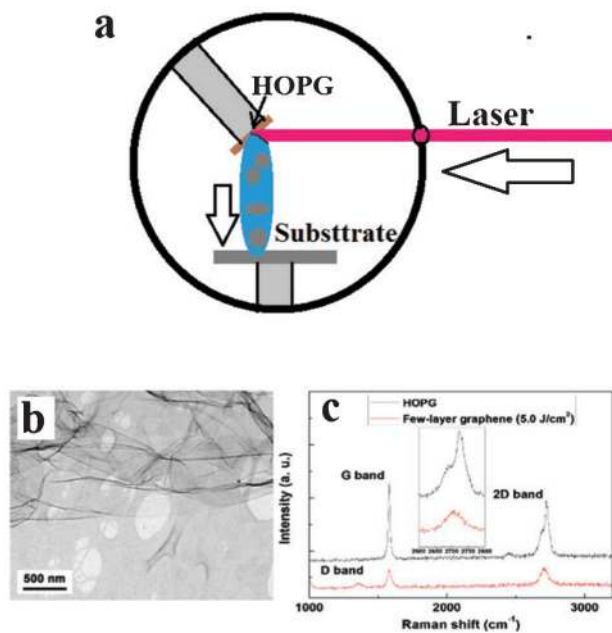 a
HOPG
Laser
Substtrate
b
500 nm
c
HOPG
Few-layer graphene (5.0 J/cm²)
G band
2D band
D band
Intensity (a. u.)
1000 2000 3000
Raman shift (cm⁻¹)